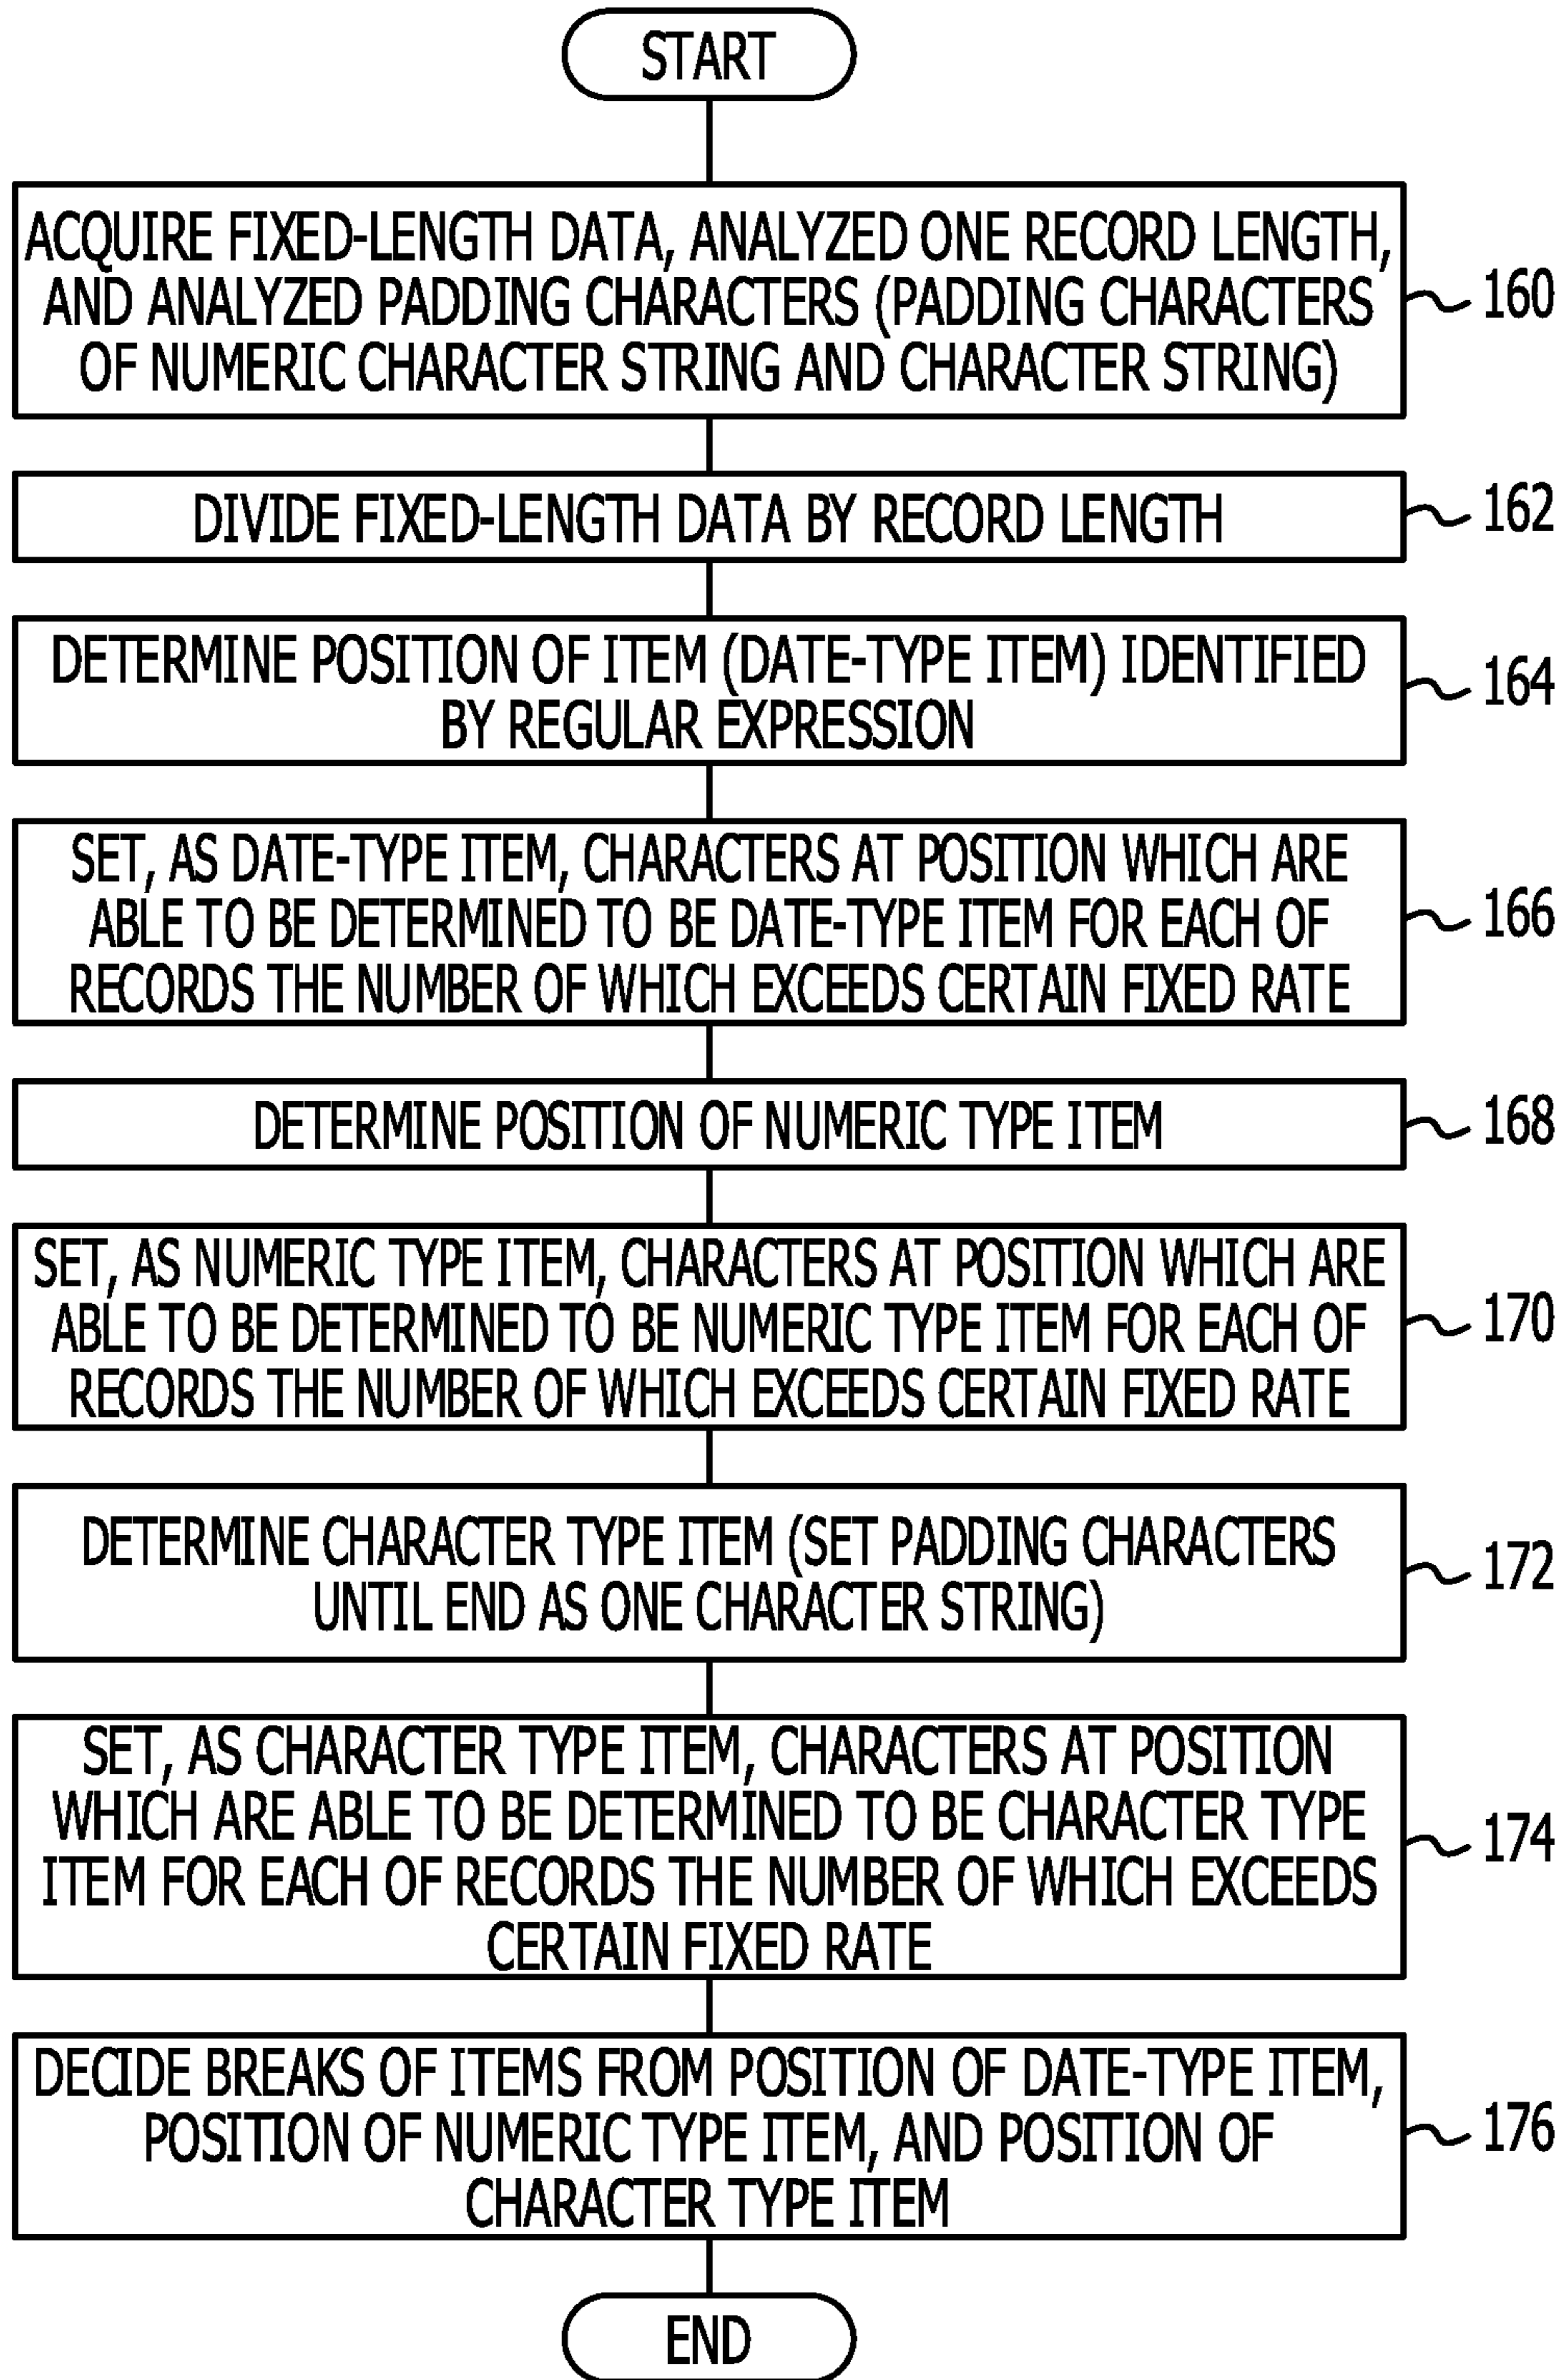 START
ACQUIRE FIXED-LENGTH DATA, ANALYZED ONE RECORD LENGTH,
AND ANALYZED PADDING CHARACTERS (PADDING CHARACTERS
OF NUMERIC CHARACTER STRING AND CHARACTER STRING)
160
DIVIDE FIXED-LENGTH DATA BY RECORD LENGTH
162
DETERMINE POSITION OF ITEM (DATE-TYPE ITEM) IDENTIFIED
BY REGULAR EXPRESSION
164
SET, AS DATE-TYPE ITEM, CHARACTERS AT POSITION WHICH ARE
ABLE TO BE DETERMINED TO BE DATE-TYPE ITEM FOR EACH OF
RECORDS THE NUMBER OF WHICH EXCEEDS CERTAIN FIXED RATE
166
DETERMINE POSITION OF NUMERIC TYPE ITEM
168
SET, AS NUMERIC TYPE ITEM, CHARACTERS AT POSITION WHICH ARE
ABLE TO BE DETERMINED TO BE NUMERIC TYPE ITEM FOR EACH OF
RECORDS THE NUMBER OF WHICH EXCEEDS CERTAIN FIXED RATE
170
DETERMINE CHARACTER TYPE ITEM (SET PADDING CHARACTERS
UNTIL END AS ONE CHARACTER STRING)
172
SET, AS CHARACTER TYPE ITEM, CHARACTERS AT POSITION
WHICH ARE ABLE TO BE DETERMINED TO BE CHARACTER TYPE
ITEM FOR EACH OF RECORDS THE NUMBER OF WHICH EXCEEDS
CERTAIN FIXED RATE
174
DECIDE BREAKS OF ITEMS FROM POSITION OF DATE-TYPE ITEM,
POSITION OF NUMERIC TYPE ITEM, AND POSITION OF
CHARACTER TYPE ITEM
176
END